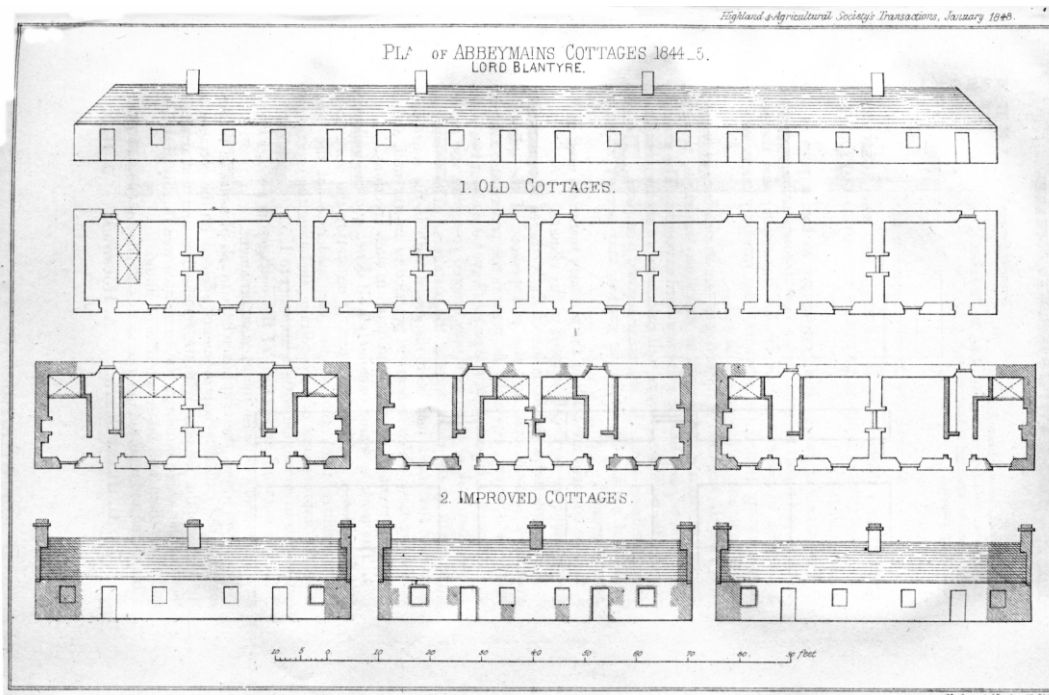 Highland & Agricultural Society's Transactions, January 1848.
OF ABBEYMAINS COTTAGES 1844_5.
LORD BLANTYRE.
1. OLD COTTAGES.
2. IMPROVED COTTAGES.
10 5 0 10 20 30 40 50 60 70 80 90 feet